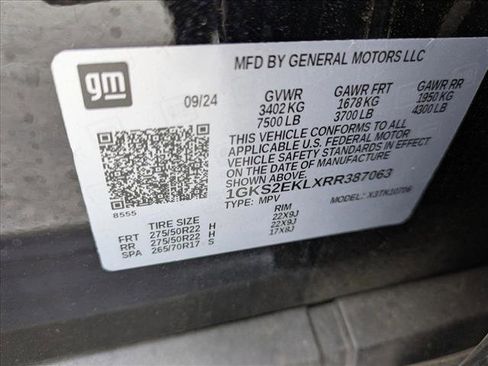 gm
MFD BY GENERAL MOTORS LLC
09/24
GVWR GAWR FRT GAWR RR
3402 KG 1678 KG 1950 KG
7500 LB 3700 LB 4300 LB
THIS VEHICLE CONFORMS TO ALL
APPLICABLE U.S. FEDERAL MOTOR
VEHICLE SAFETY STANDARDS IN EFFECT
ON THE DATE OF MANUFACTURE
SHOWN ABOVE.
1GKS2EKLXRR387063
8555
TYPE: MPV MODEL:
TIRE SIZE RIM
FRT 275/50R22 H 22X9J
RR 275/50R22 H 22X9J
SPA 265/70R17 S 17X8J